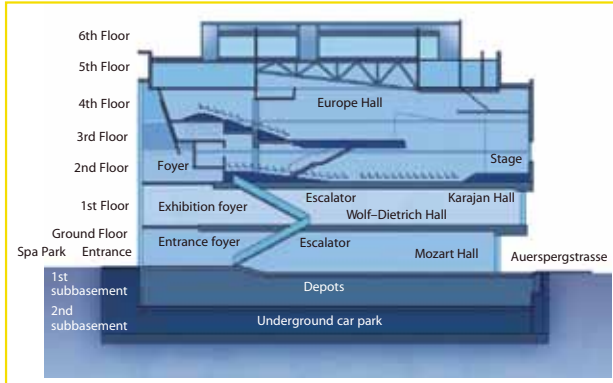 6th Floor
5th Floor
4th Floor
Europe Hall
3rd Floor
2nd Floor
Foyer
Stage
1st Floor
Exhibition foyer
Escalator
Karajan Hall
Wolf–Dietrich Hall
Ground Floor
Spa Park
Entrance
Entrance foyer
Escalator
Mozart Hall
Auerspergstrasse
1st
subbasement
Depots
2nd
subbasement
Underground car park